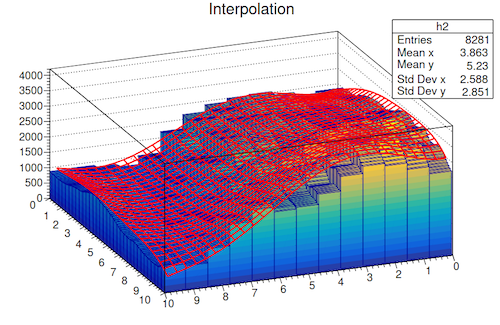 Interpolation
h2
Entries 8281
Mean x 3.863
Mean y 5.23
Std Dev x 2.588
Std Dev y 2.851
4000
3500
3000
2500
2000
1500
1000
500
0
0
1
2
3
4
5
6
7
8
9
10
10 9 8 7 6 5 4 3 2 1 0